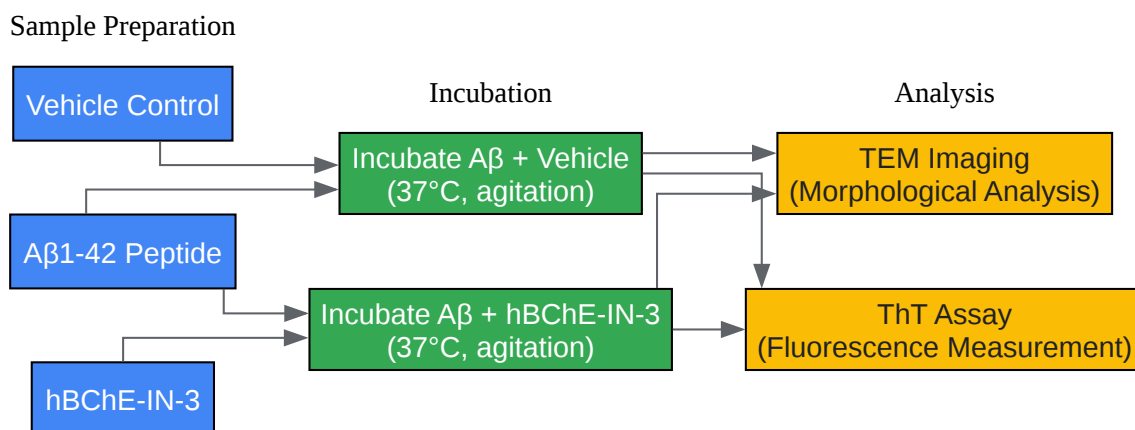 Sample Preparation
Vehicle Control
Aβ1-42 Peptide
hBChE-IN-3
Incubation
Incubate Aβ + Vehicle
(37°C, agitation)
Incubate Aβ + hBChE-IN-3
(37°C, agitation)
Analysis
TEM Imaging
(Morphological Analysis)
ThT Assay
(Fluorescence Measurement)